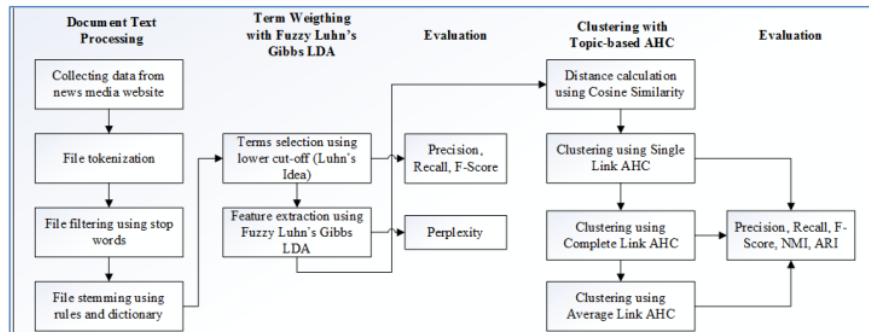 Document Text
Processing
Collecting data from
news media website
File tokenization
File filtering using stop
words
File stemming using
rules and dictionary
Term Weigthing
with Fuzzy Luhn's
Gibbs LDA
Terms selection using
lower cut-off (Luhn's
Idea)
Feature extraction using
Fuzzy Luhn's Gibbs
LDA
Evaluation
Precision,
Recall, F-Score
Perplexity
Clustering with
Topic-based AHC
Distance calculation
using Cosine Similarity
Clustering using Single
Link AHC
Clustering using
Complete Link AHC
Clustering using
Average Link AHC
Evaluation
Precision, Recall, F-
Score, NMI, ARI